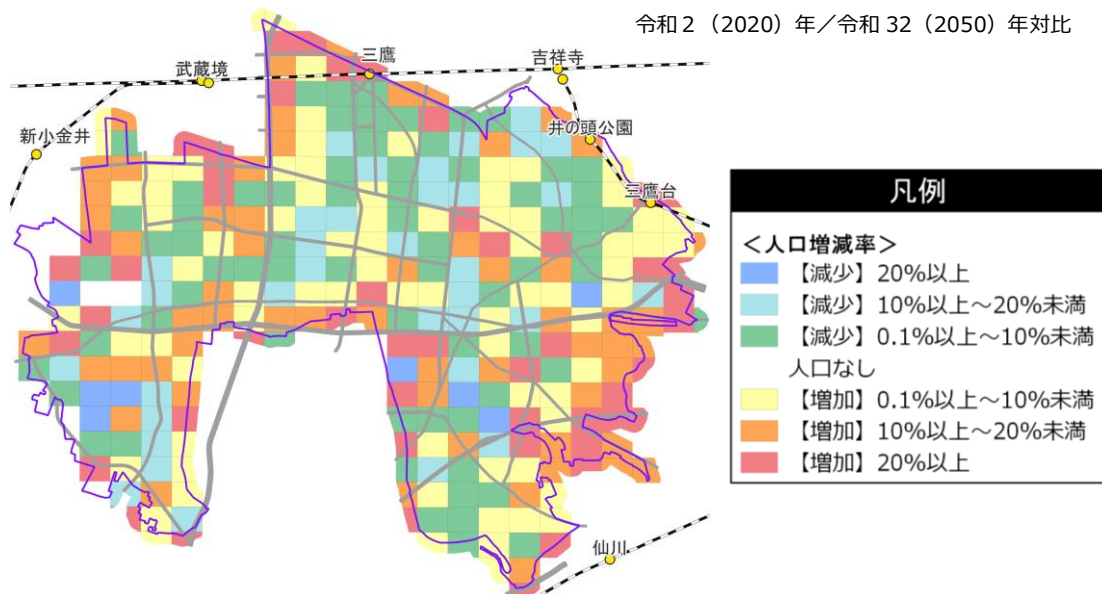 令和2（2020）年／令和32（2050）年対比
武蔵境
三鷹
吉祥寺
新小金井
井の頭公園
三鷹台
仙川
凡例
＜人口増減率＞
【減少】20%以上
【減少】10%以上～20%未満
【減少】0.1%以上～10%未満
人口なし
【増加】0.1%以上～10%未満
【増加】10%以上～20%未満
【増加】20%以上